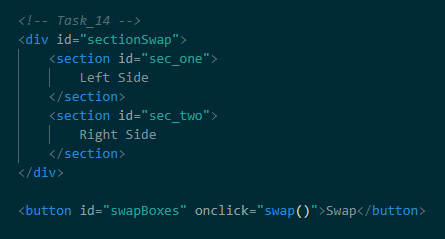 <!-- Task_14 -->
<div id="sectionSwap">
    <section id="sec_one">
        Left Side
    </section>
    <section id="sec_two">
        Right Side
    </section>
</div>

<button id="swapBoxes" onclick="swap()">Swap</button>